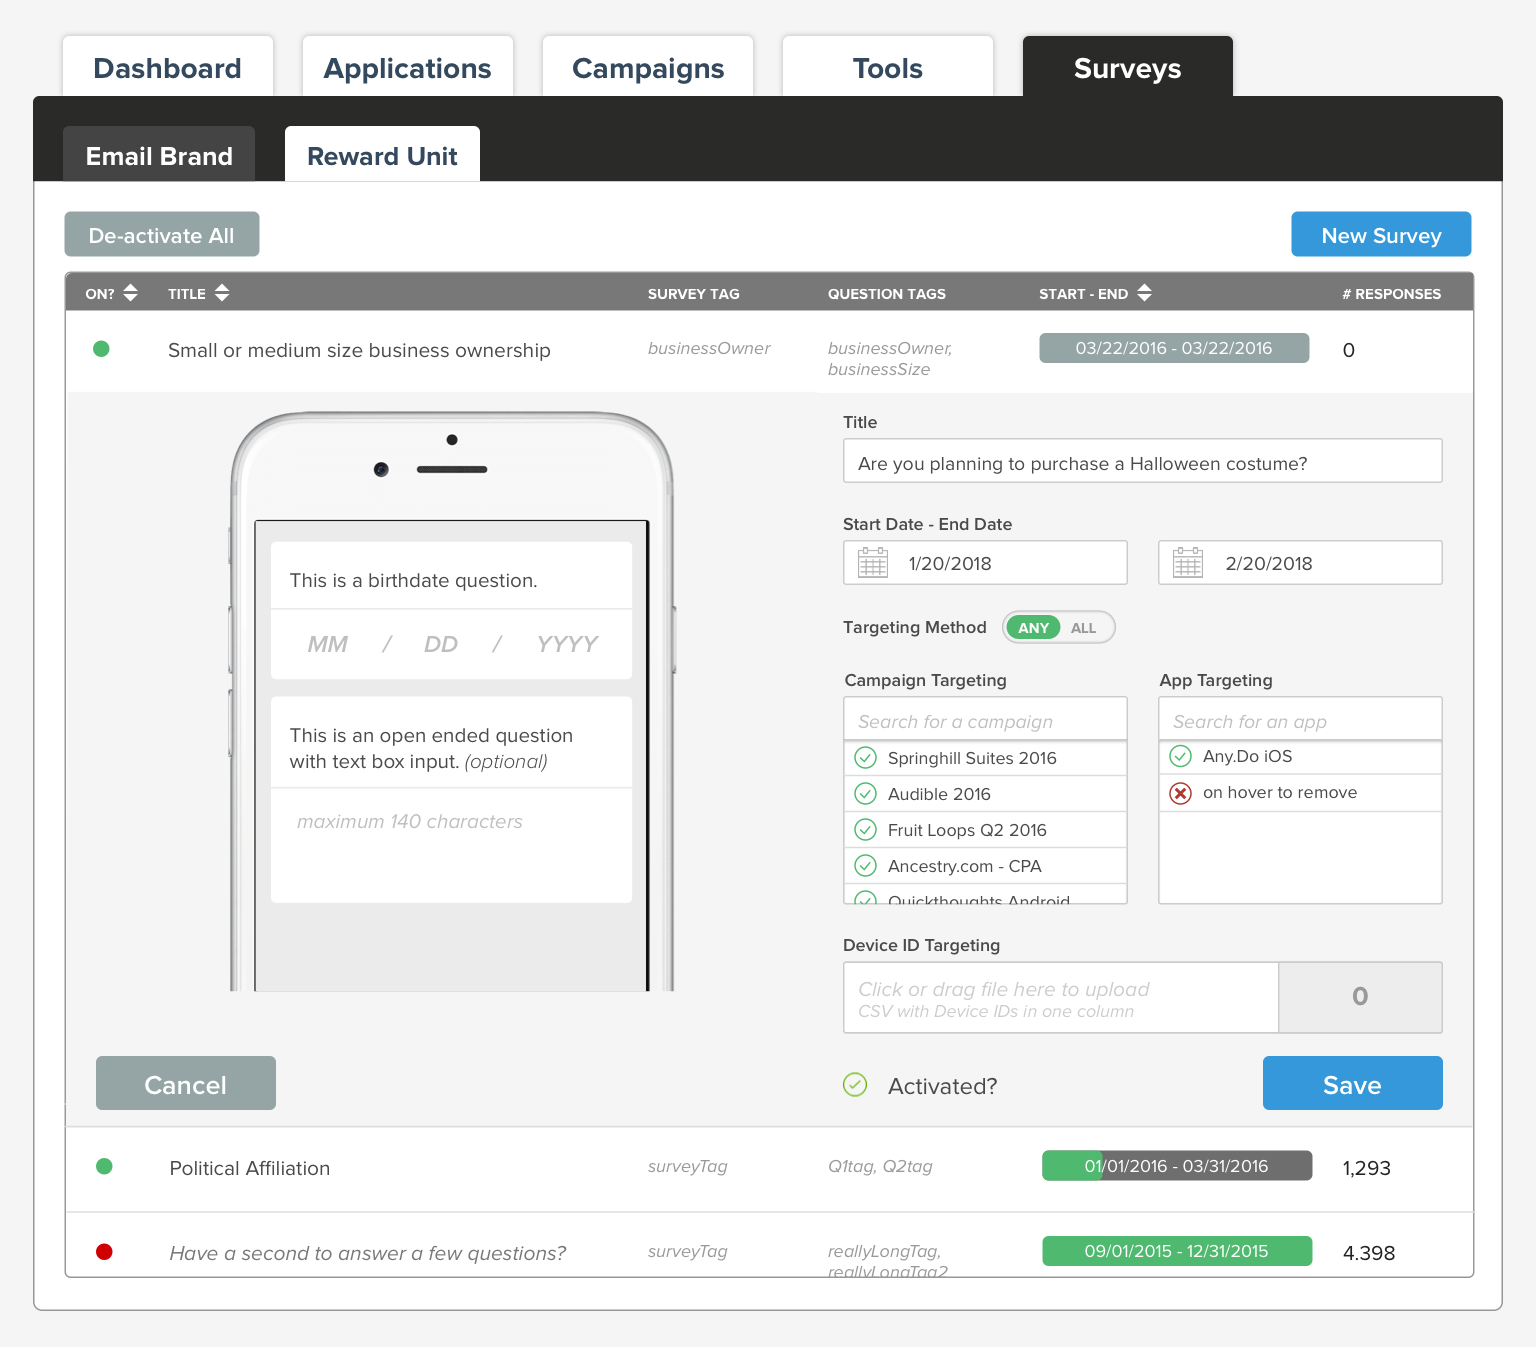 Dashboard
Applications
Campaigns
Tools
Surveys
Email Brand
Reward Unit
De-activate All
New Survey
ON?
TITLE
SURVEY TAG
QUESTION TAGS
START - END
# RESPONSES
Small or medium size business ownership
businessOwner
businessOwner,
businessSize
03/22/2016 - 03/22/2016
0
This is a birthdate question.
MM / DD / YYYY
This is an open ended question
with text box input. (optional)
maximum 140 characters
Title
Are you planning to purchase a Halloween costume?
Start Date - End Date
1/20/2018
2/20/2018
Targeting Method
ANY
ALL
Campaign Targeting
Search for a campaign
Springhill Suites 2016
Audible 2016
Fruit Loops Q2 2016
Ancestry.com - CPA
Quickthoughts Android
App Targeting
Search for an app
Any.Do iOS
on hover to remove
Device ID Targeting
Click or drag file here to upload
CSV with Device IDs in one column
0
Cancel
Activated?
Save
Political Affiliation
surveyTag
Q1tag, Q2tag
01/01/2016 - 03/31/2016
1,293
Have a second to answer a few questions?
surveyTag
reallyLongTag,
reallyLongTag2
09/01/2015 - 12/31/2015
4.398